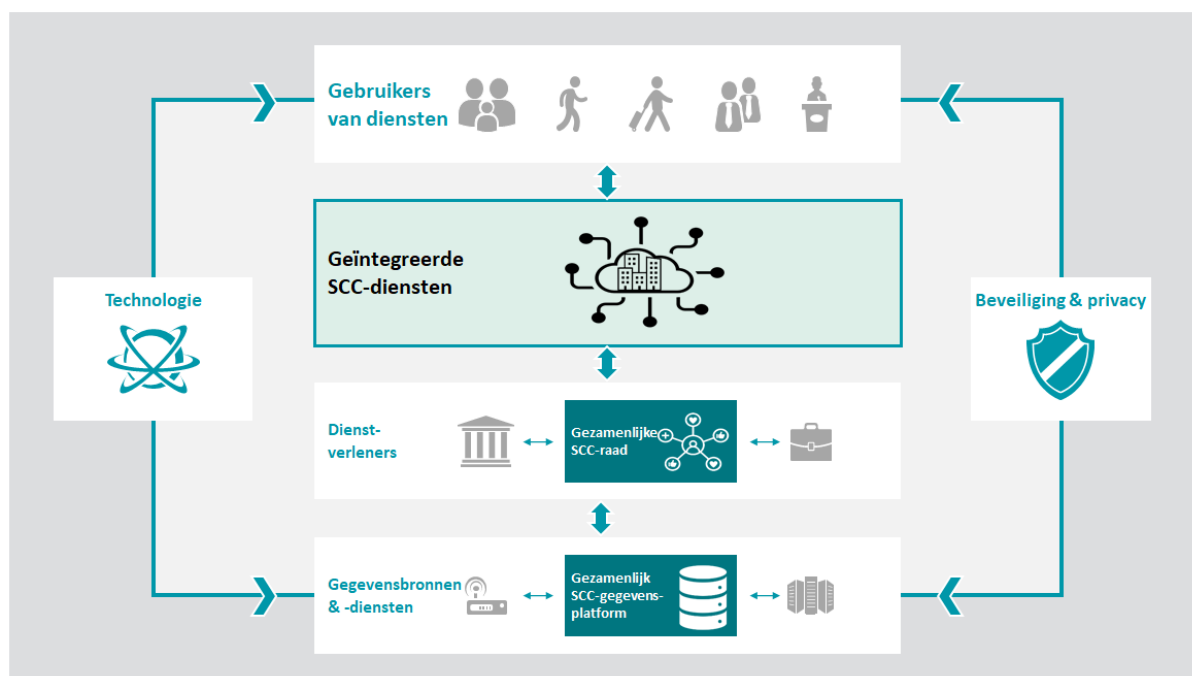 Gebruikers
van diensten
Geïntegreerde
SCC-diensten
Technologie
Beveiliging & privacy
Dienst-
verleners
Gezamenlijke
SCC-raad
Gegevensbronnen
& -diensten
Gezamenlijk
SCC-gegevens-
platform